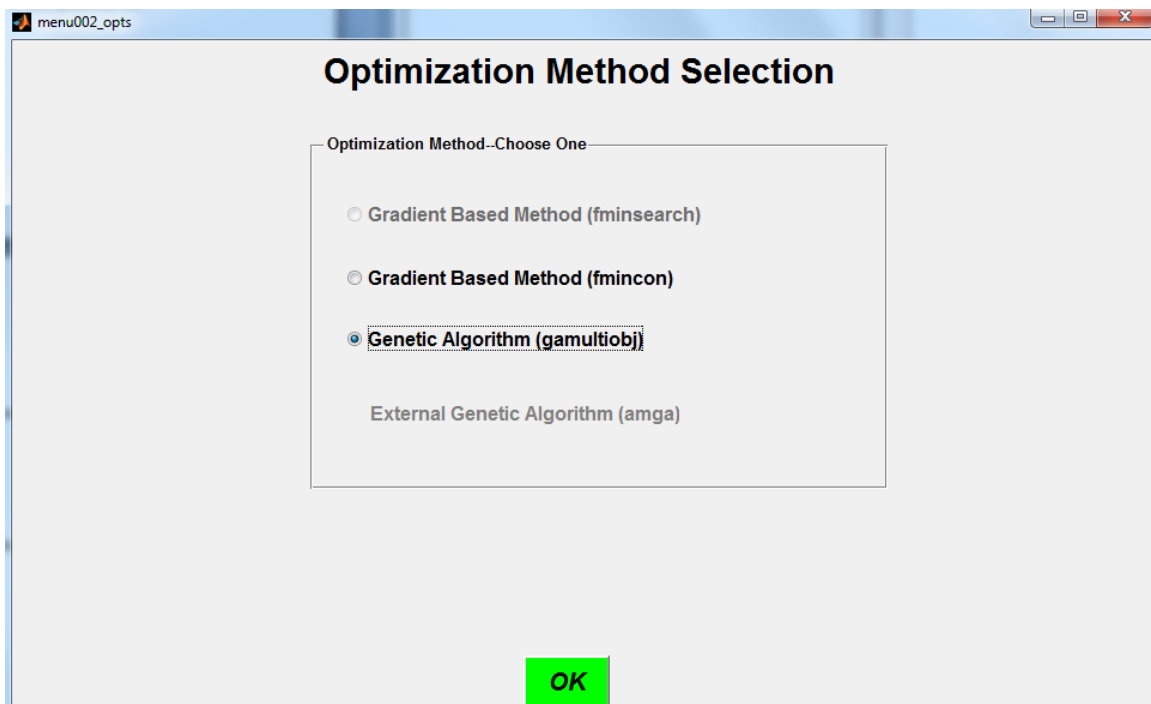 menu002_opts
Optimization Method Selection
Optimization Method--Choose One
Gradient Based Method (fminsearch)
Gradient Based Method (fmincon)
Genetic Algorithm (gamultiobj)
External Genetic Algorithm (amga)
OK